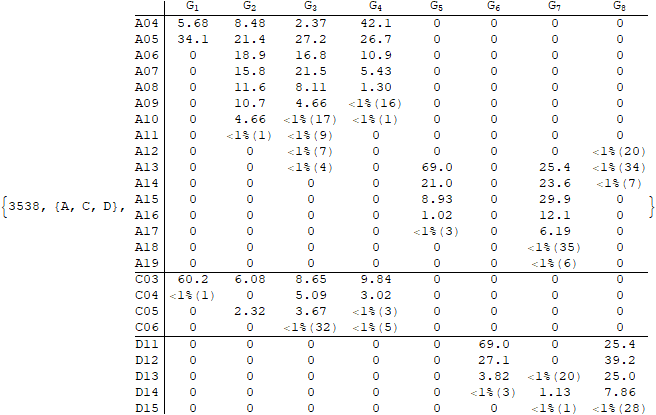 G1 G2 G3 G4 G5 G6 G7 G8
A04 5.68 8.48 2.37 42.1 0 0 0 0
A05 34.1 21.4 27.2 26.7 0 0 0 0
A06 0 18.9 16.8 10.9 0 0 0 0
A07 0 15.8 21.5 5.43 0 0 0 0
A08 0 11.6 8.11 1.30 0 0 0 0
A09 0 10.7 4.66 <1%(16) 0 0 0 0
A10 0 4.66 <1%(17) <1%(1) 0 0 0 0
A11 0 <1%(1) <1%(9) 0 0 0 0 0
A12 0 0 <1%(7) 0 0 0 0 <1%(20)
A13 0 0 <1%(4) 0 69.0 0 25.4 <1%(34)
A14 0 0 0 0 21.0 0 23.6 <1%(7)
{3538, {A, C, D}, A15 0 0 0 0 8.93 0 29.9 0 }
A16 0 0 0 0 1.02 0 12.1 0
A17 0 0 0 0 <1%(3) 0 6.19 0
A18 0 0 0 0 0 0 <1%(35) 0
A19 0 0 0 0 0 0 <1%(6) 0
C03 60.2 6.08 8.65 9.84 0 0 0 0
C04 <1%(1) 0 5.09 3.02 0 0 0 0
C05 0 2.32 3.67 <1%(3) 0 0 0 0
C06 0 0 <1%(32) <1%(5) 0 0 0 0
D11 0 0 0 0 0 69.0 0 25.4
D12 0 0 0 0 0 27.1 0 39.2
D13 0 0 0 0 0 3.82 <1%(20) 25.0
D14 0 0 0 0 0 <1%(3) 1.13 7.86
D15 0 0 0 0 0 0 <1%(1) <1%(28)